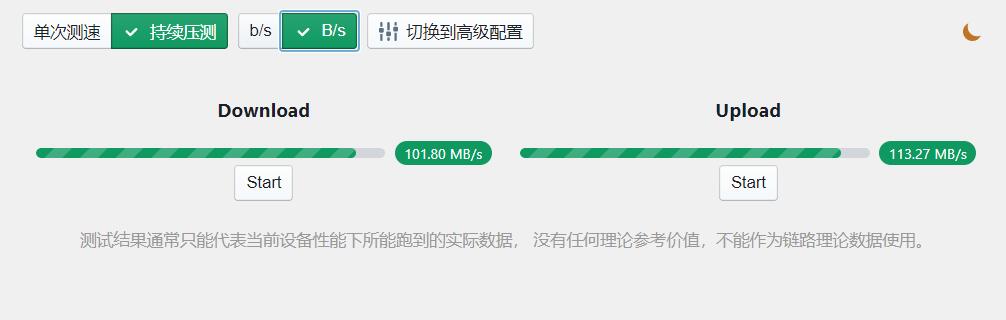 单次测速 持续压测 b/s B/s 切换到高级配置
Download Upload
101.80 MB/s 113.27 MB/s
Start Start
测试结果通常只能代表当前设备性能下所能跑到的实际数据， 没有任何理论参考价值，不能作为链路理论数据使用。